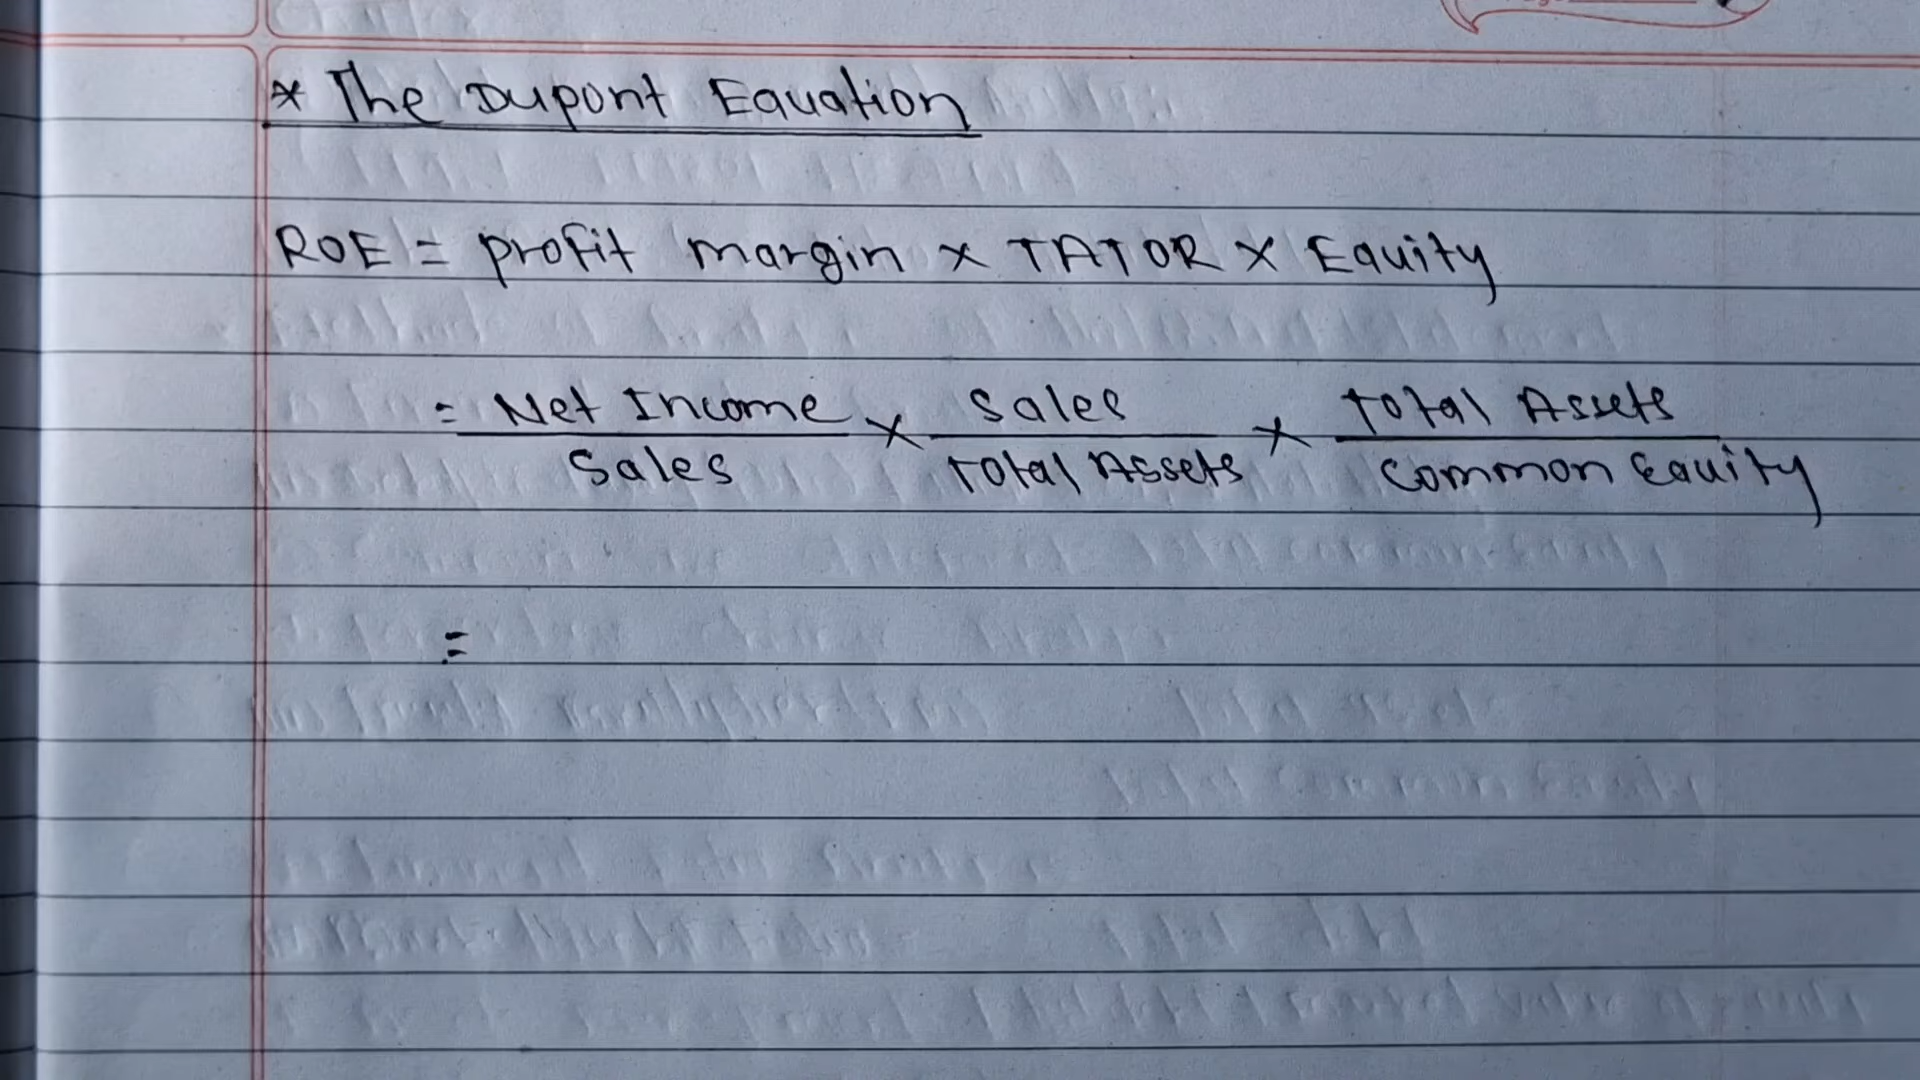 * The Dupont Equation
ROE = profit margin x TATOR x Equity
= Net Income / Sales x Sales / Total Assets x Total Assets / Common Equity
=